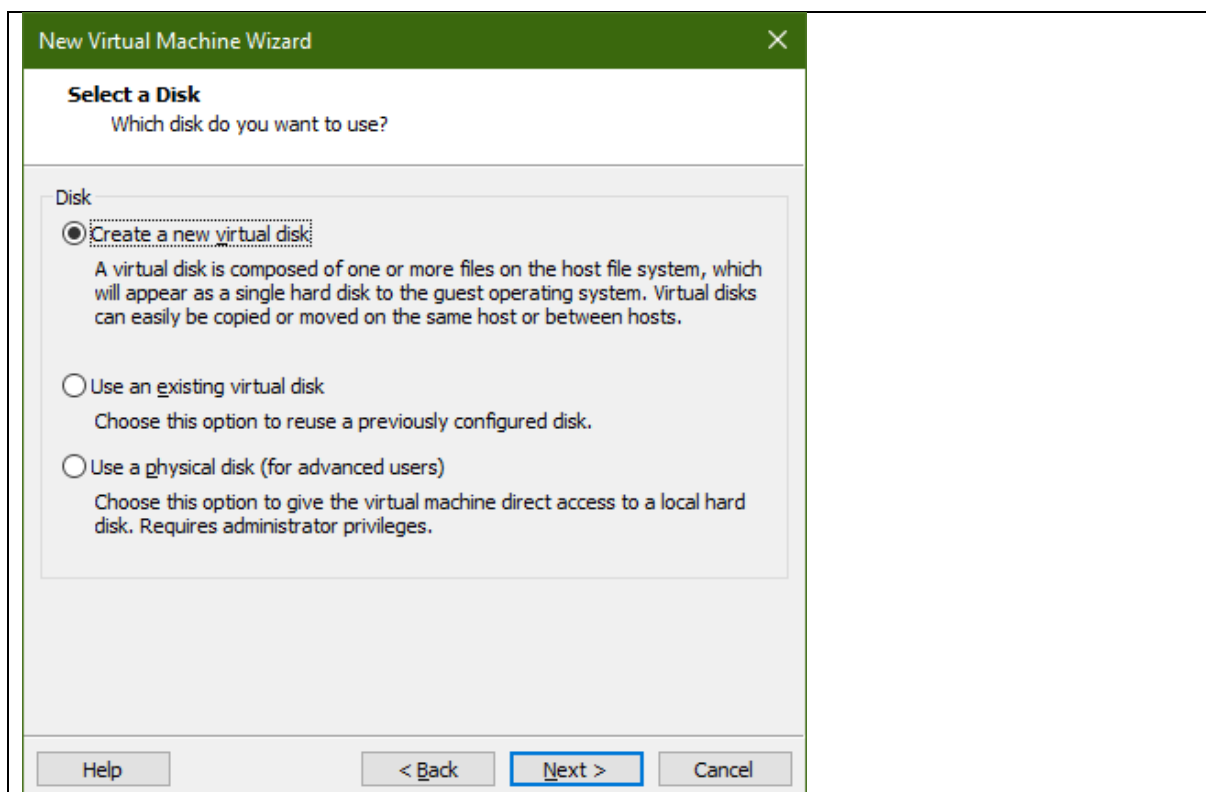 New Virtual Machine Wizard
Select a Disk
Which disk do you want to use?
Disk
Create a new virtual disk
A virtual disk is composed of one or more files on the host file system, which
will appear as a single hard disk to the guest operating system. Virtual disks
can easily be copied or moved on the same host or between hosts.
Use an existing virtual disk
Choose this option to reuse a previously configured disk.
Use a physical disk (for advanced users)
Choose this option to give the virtual machine direct access to a local hard
disk. Requires administrator privileges.
Help
< Back
Next >
Cancel